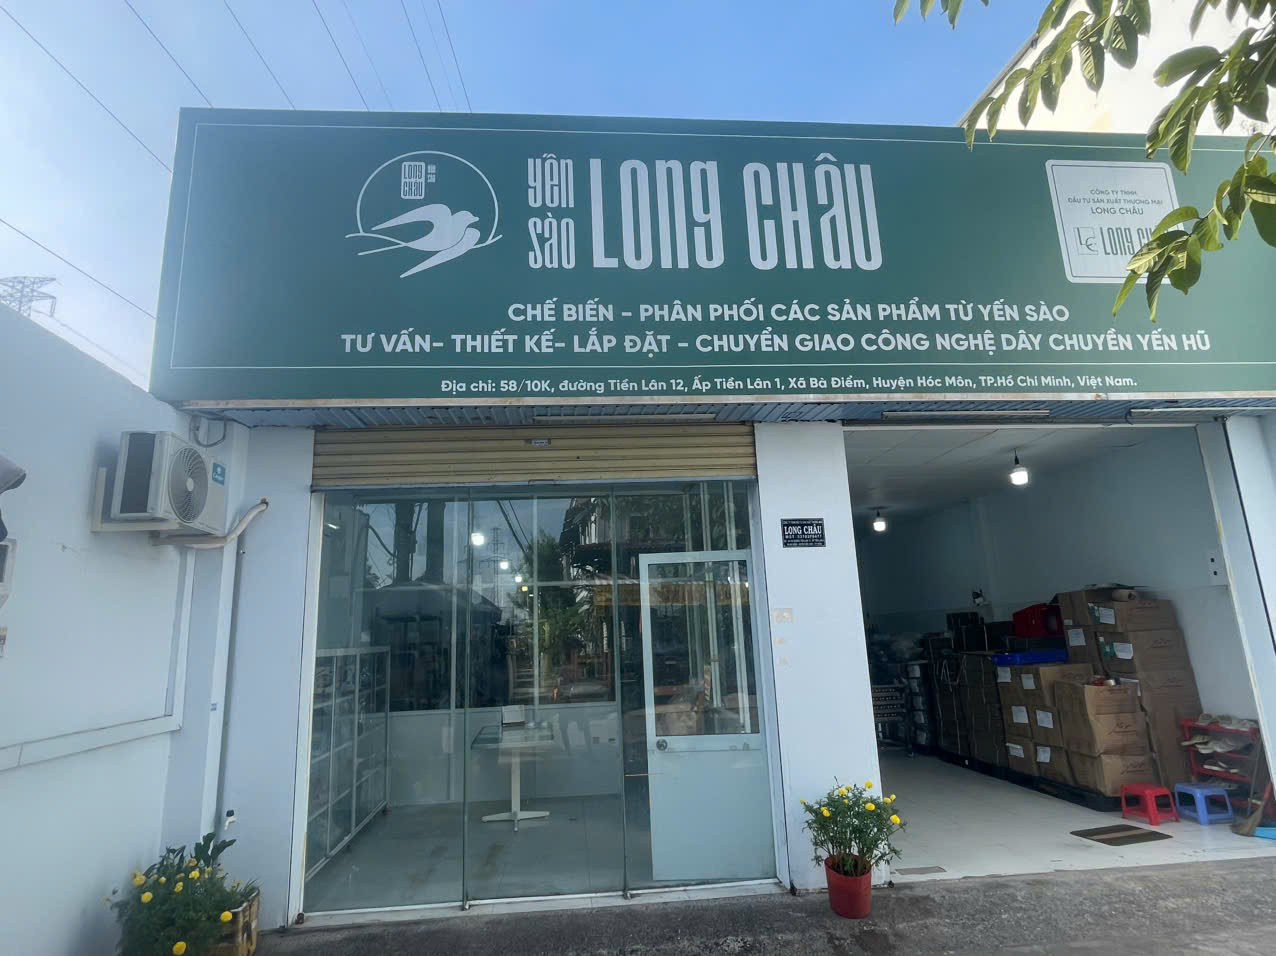 LONG CHÂU
YẾN SÀO LONG CHÂU
CÔNG TY TNHH
ĐẦU TƯ SẢN XUẤT THƯƠNG MẠI
LONG CHÂU
LONG
CHẾ BIẾN - PHÂN PHỐI CÁC SẢN PHẨM TỪ YẾN SÀO
TƯ VẤN- THIẾT KẾ- LẮP ĐẶT - CHUYỂN GIAO CÔNG NGHỆ DÂY CHUYỀN YẾN HŨ
Địa chỉ: 58/10K, đường Tiền Lân 12, Ấp Tiền Lân 1, Xã Bà Điểm, Huyện Hóc Môn, TP.Hồ Chí Minh, Việt Nam.
LONG CHÂU